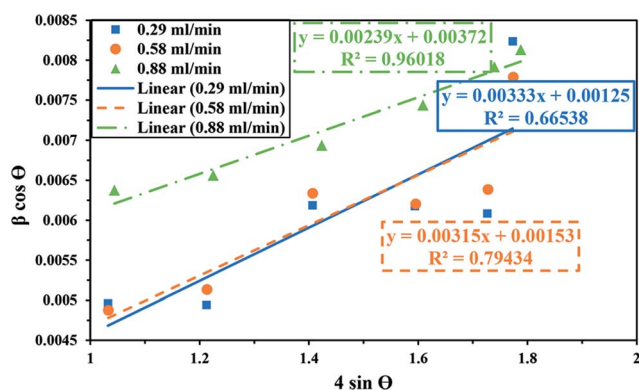 0.0085
0.008
0.0075
0.007
0.0065
0.006
0.0055
0.005
0.0045
β cos Θ
0.29 ml/min
0.58 ml/min
0.88 ml/min
Linear (0.29 ml/min)
Linear (0.58 ml/min)
Linear (0.88 ml/min)
y = 0.00239x + 0.00372
R² = 0.96018
y = 0.00333x + 0.00125
R² = 0.66538
y = 0.00315x + 0.00153
R² = 0.79434
1 1.2 1.4 1.6 1.8 2
4 sin Θ